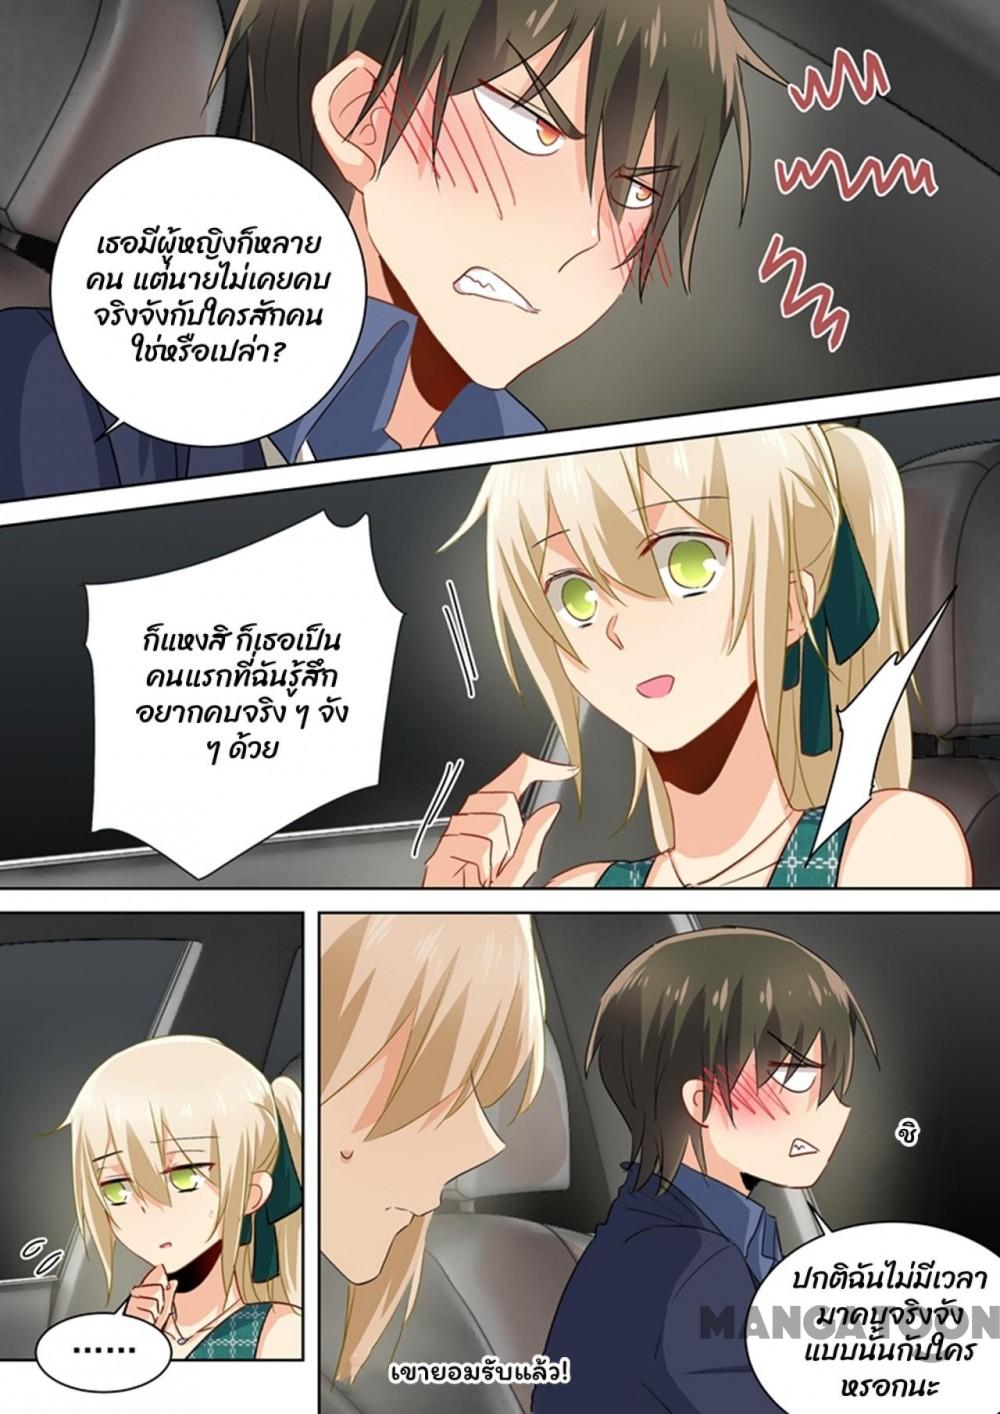 เธอมีผู้หญิงก็หลาย
คน แต่นายไม่เคยคบ
จริงจังกับใครสักคน
ใช่หรือเปล่า?
ก็แหงสิ ก็เธอเป็น
คนแรกที่ฉันรู้สึก
อยากคบจริง ๆ จัง
ๆ ด้วย
.......
เขายอมรับแล้ว!
ชิ
ปกติฉันไม่มีเวลา
มาคบจริงจัง
แบบนั้นกับใคร
หรอกนะ
MANGATOON